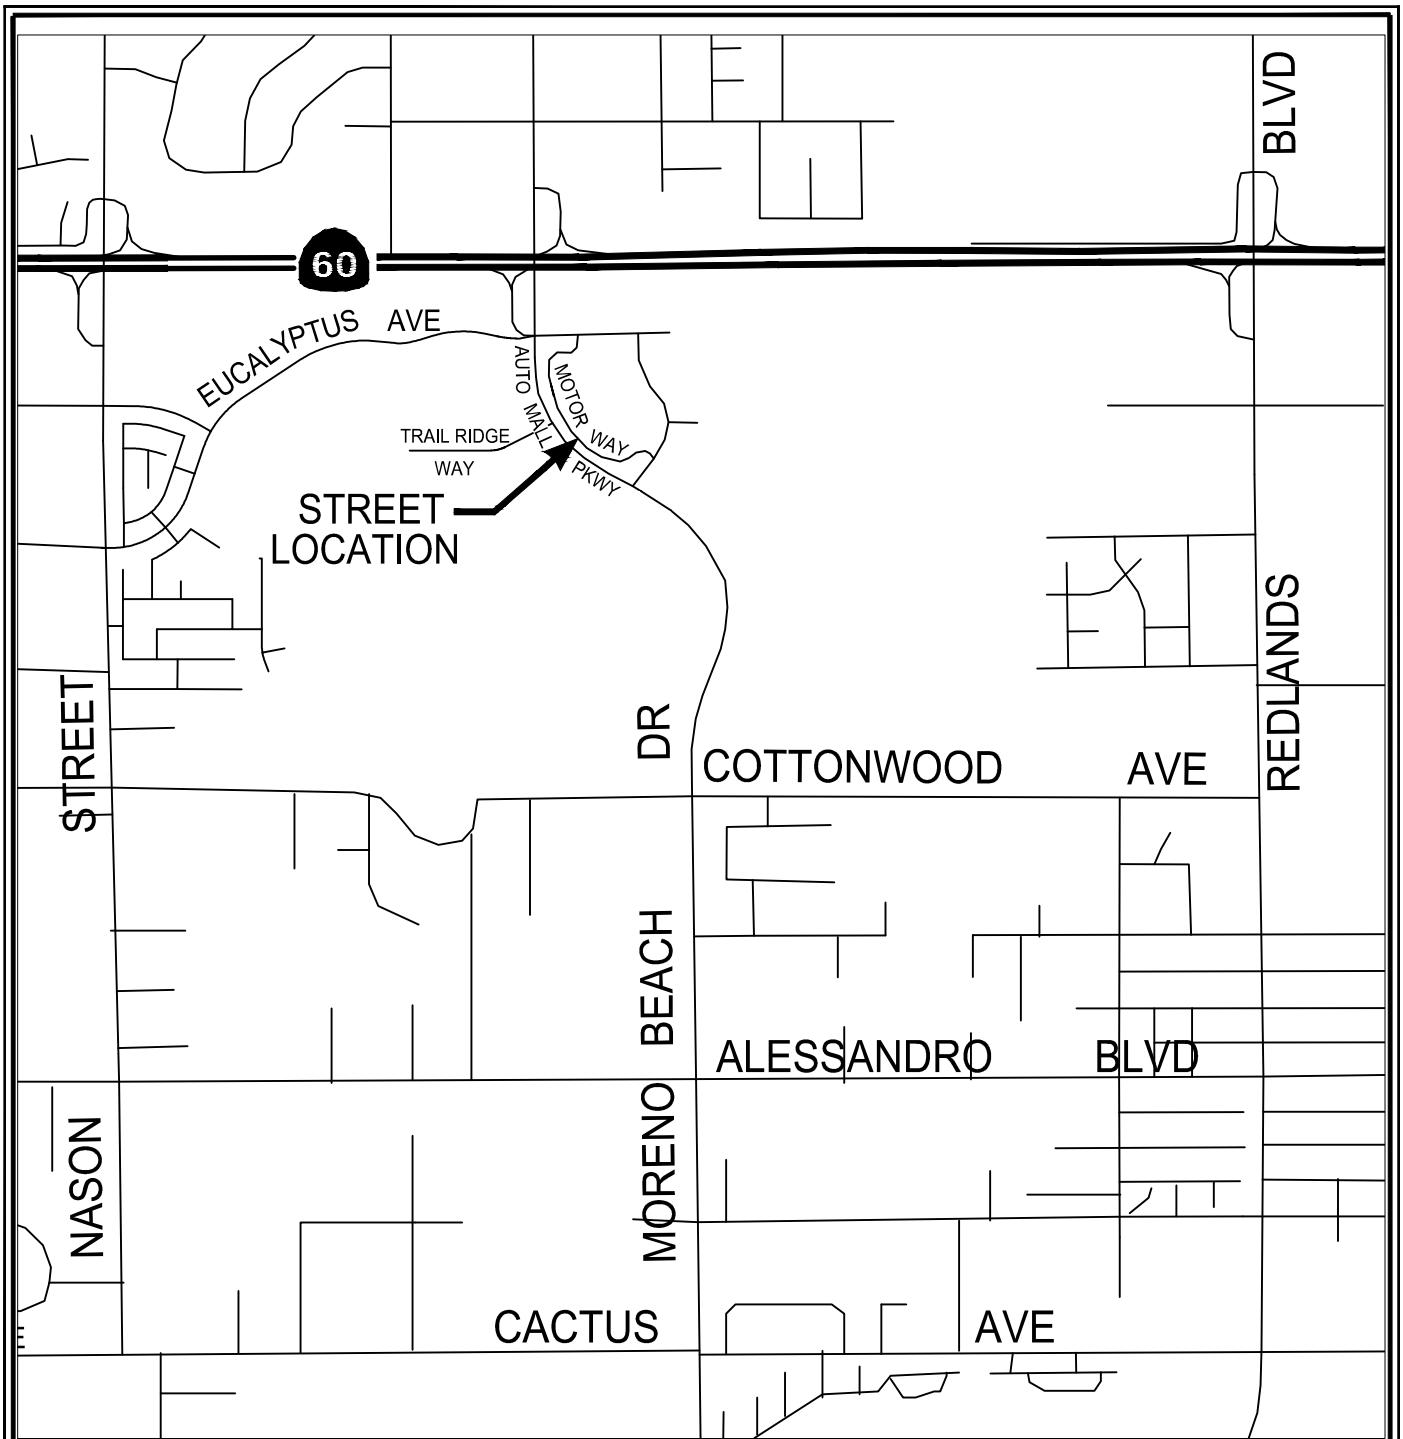 BLVD
60
EUCALYPTUS AVE
AUTO MALL PKWY
MOTOR WAY
TRAIL RIDGE
WAY
STREET
LOCATION
REDLANDS
NASON STREET
MORENO BEACH DR
COTTONWOOD AVE
ALESSANDRO BLVD
CACTUS AVE
E